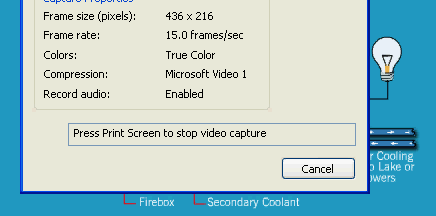 Capture Properties
Frame size (pixels): 436 x 216
Frame rate: 15.0 frames/sec
Colors: True Color
Compression: Microsoft Video 1
Record audio: Enabled
Press Print Screen to stop video capture
Cancel
r Cooling
o Lake or
owers
Firebox
Secondary Coolant